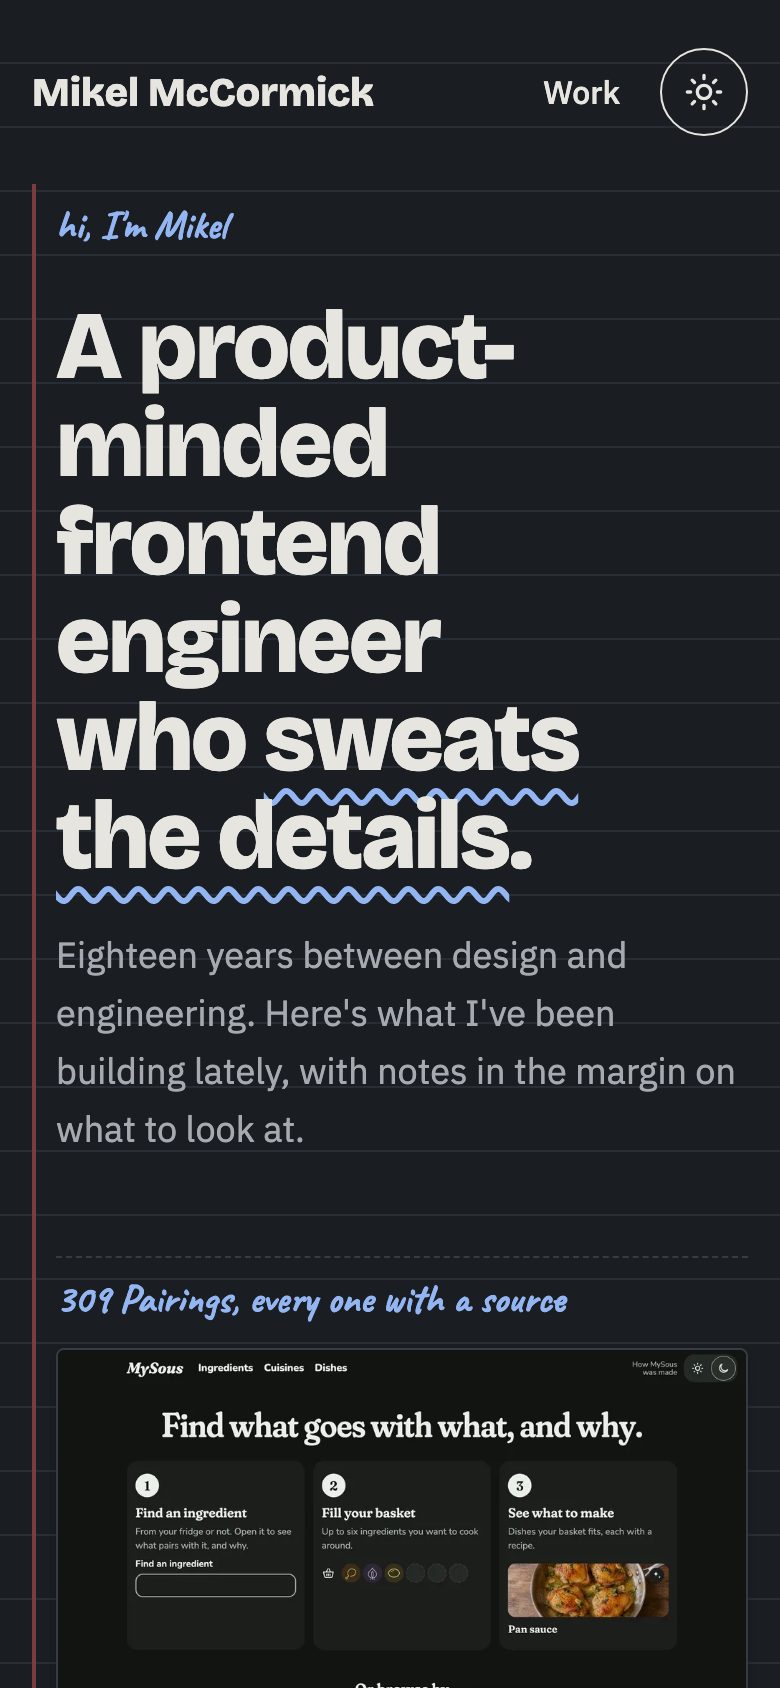 Mikel McCormick
Work
hi, I'm Mikel
A product-
minded
frontend
engineer
who sweats
the details.
Eighteen years between design and
engineering. Here's what I've been
building lately, with notes in the margin on
what to look at.
309 Pairings, every one with a source
MySous Ingredients Cuisines Dishes
How MySous
was made
Find what goes with what, and why.
1
Find an ingredient
From your fridge or not. Open it to see
what pairs with it, and why.
Find an ingredient
2
Fill your basket
Up to six ingredients you want to cook
around.
3
See what to make
Dishes your basket fits, each with a
recipe.
Pan sauce